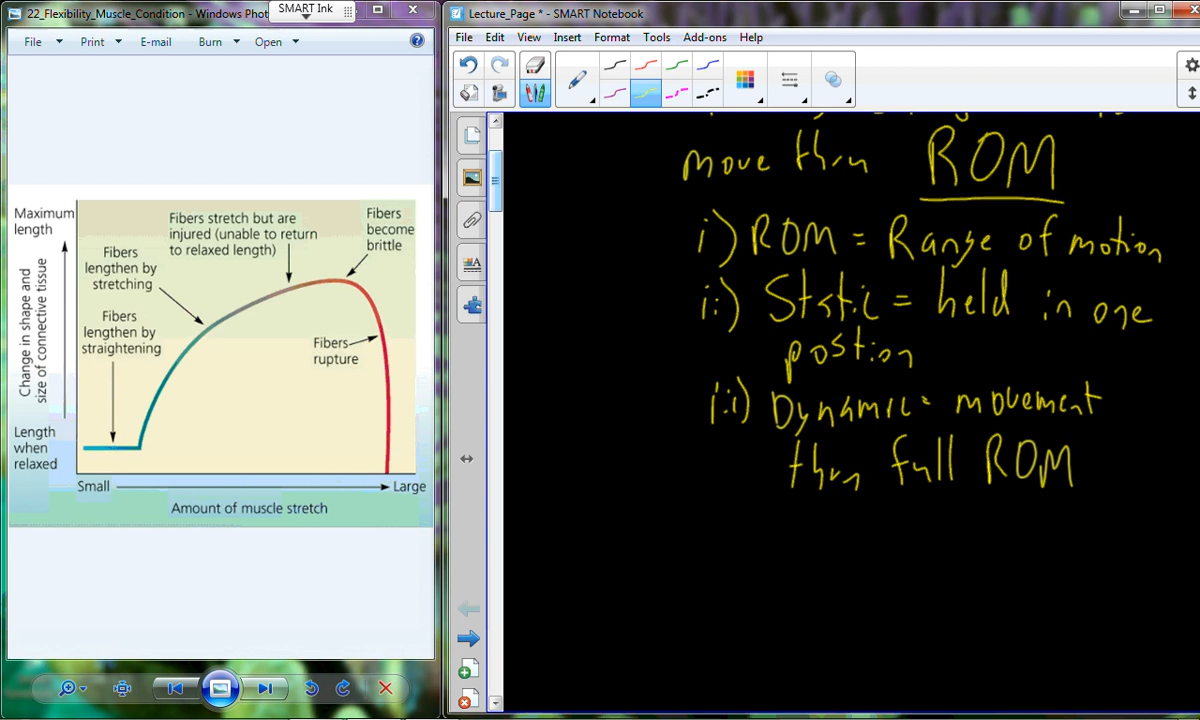 22_Flexibility_Muscle_Condition - Windows Phot
SMART Ink
File Print E-mail Burn Open
Maximum
length
Change in shape and
size of connective tissue
Length
when
relaxed
Fibers
lengthen by
straightening
Fibers
lengthen by
stretching
Fibers stretch but are
injured (unable to return
to relaxed length)
Fibers
become
brittle
Fibers
rupture
Small
Large
Amount of muscle stretch
Lecture_Page * - SMART Notebook
File Edit View Insert Format Tools Add-ons Help
move thru ROM
i) ROM = Range of motion
ii) Static = held in one
postion
iii) Dynamic = movement
thru full ROM